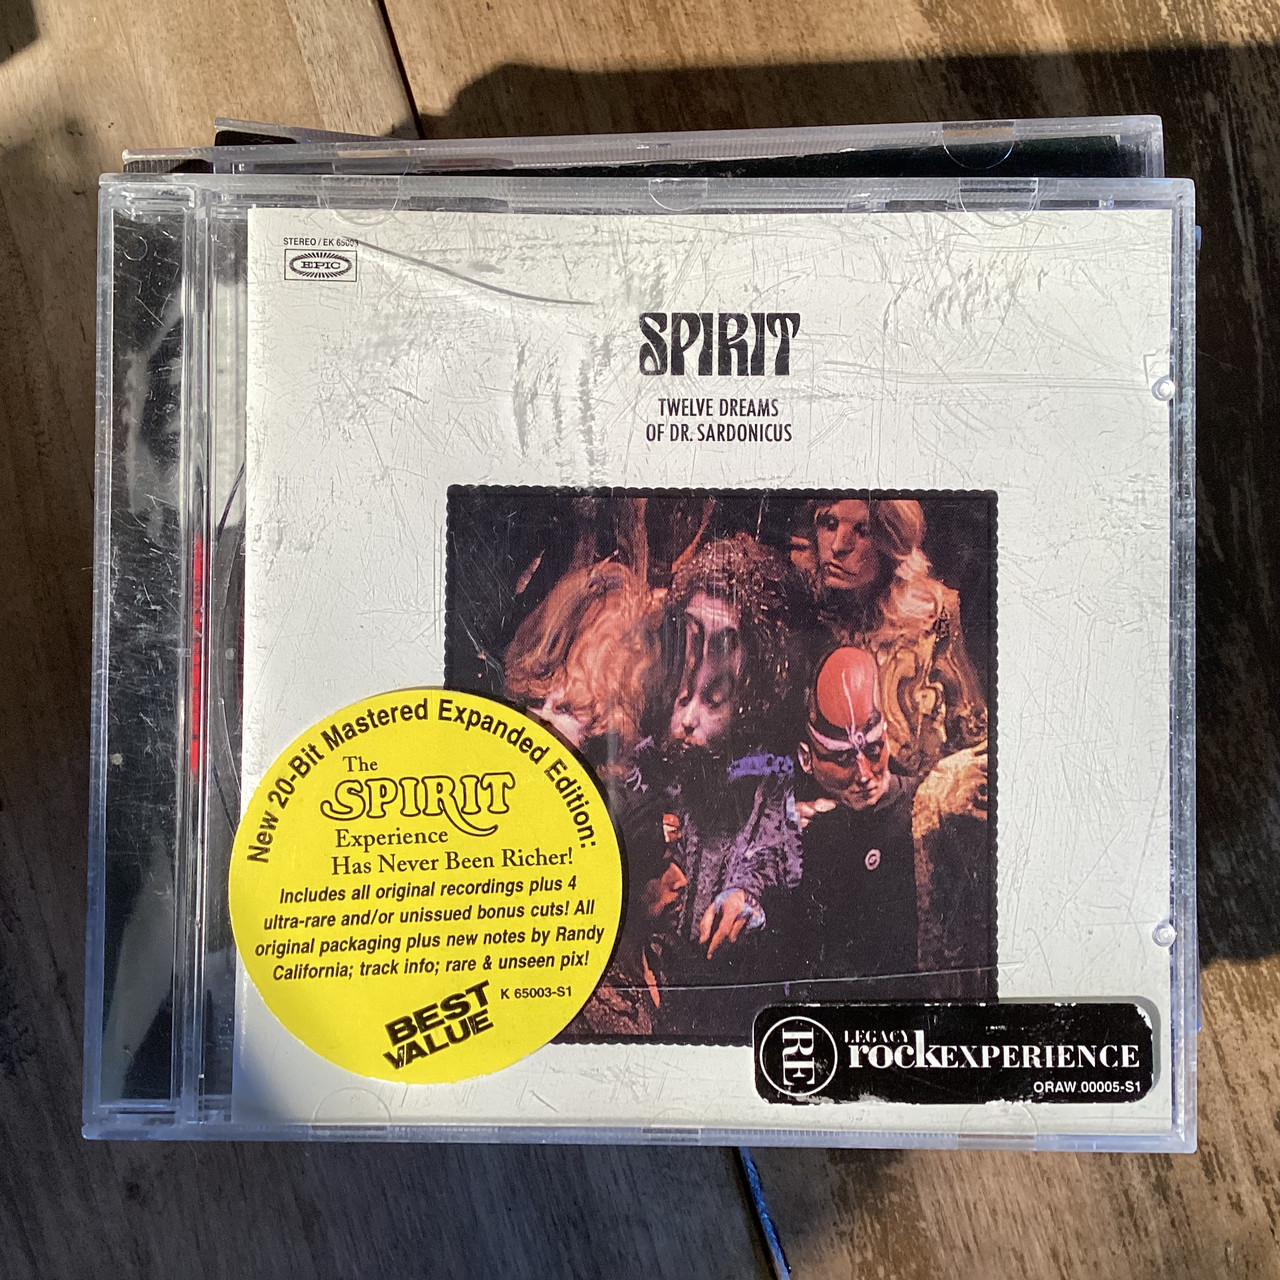 STEREO / EK 65003
EPIC
SPIRIT
TWELVE DREAMS
OF DR. SARDONICUS
New 20-Bit Mastered Expanded Edition:
The
SPIRIT
Experience
Has Never Been Richer!
Includes all original recordings plus 4
ultra-rare and/or unissued bonus cuts! All
original packaging plus new notes by Randy
California; track info; rare & unseen pix!
BEST
VALUE
K 65003-S1
RE
LEGACY
rockEXPERIENCE
ORAW 00005-S1